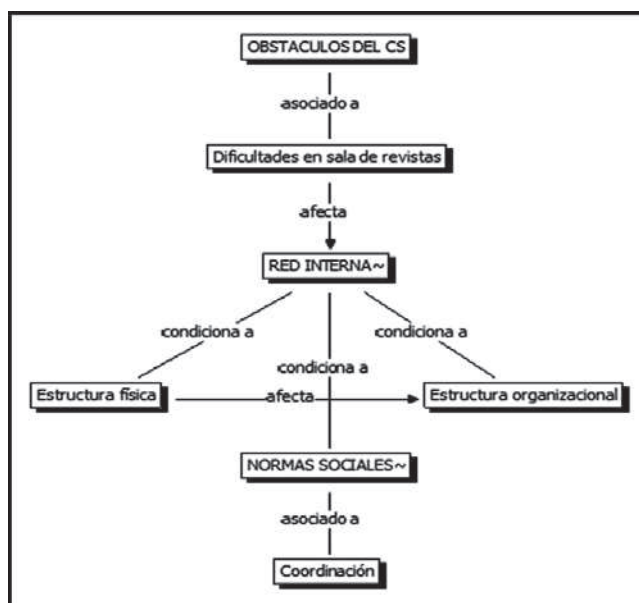 OBSTACULOS DEL CS
asociado a
Dificultades en sala de revistas
afecta
RED INTERNA~
condiciona a
condiciona a
condiciona a
Estructura física
afecta
Estructura organizacional
NORMAS SOCIALES~
asociado a
Coordinación